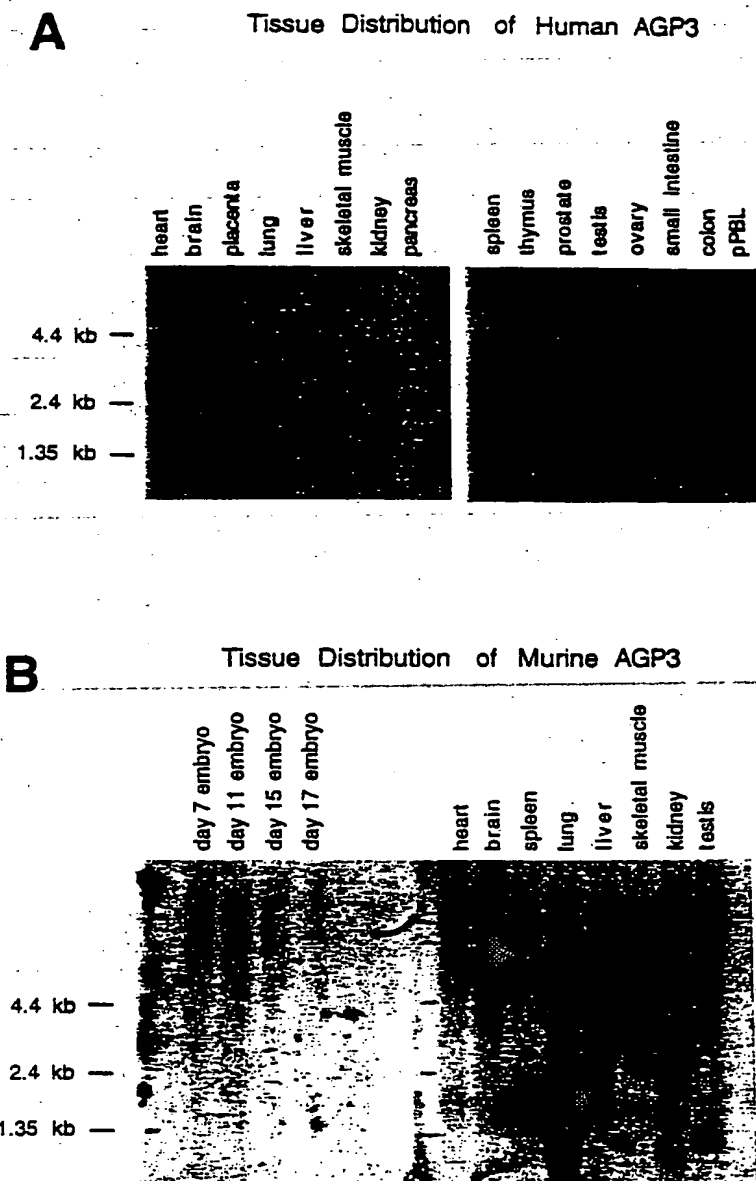 A
Tissue Distribution of Human AGP3
heart
brain
placenta
lung
liver
skeletal muscle
kidney
pancreas
spleen
thymus
prostate
testis
ovary
small intestine
colon
pPBL
4.4 kb
2.4 kb
1.35 kb
B
Tissue Distribution of Murine AGP3
day 7 embryo
day 11 embryo
day 15 embryo
day 17 embryo
heart
brain
spleen
lung
liver
skeletal muscle
kidney
testis
4.4 kb
2.4 kb
1.35 kb